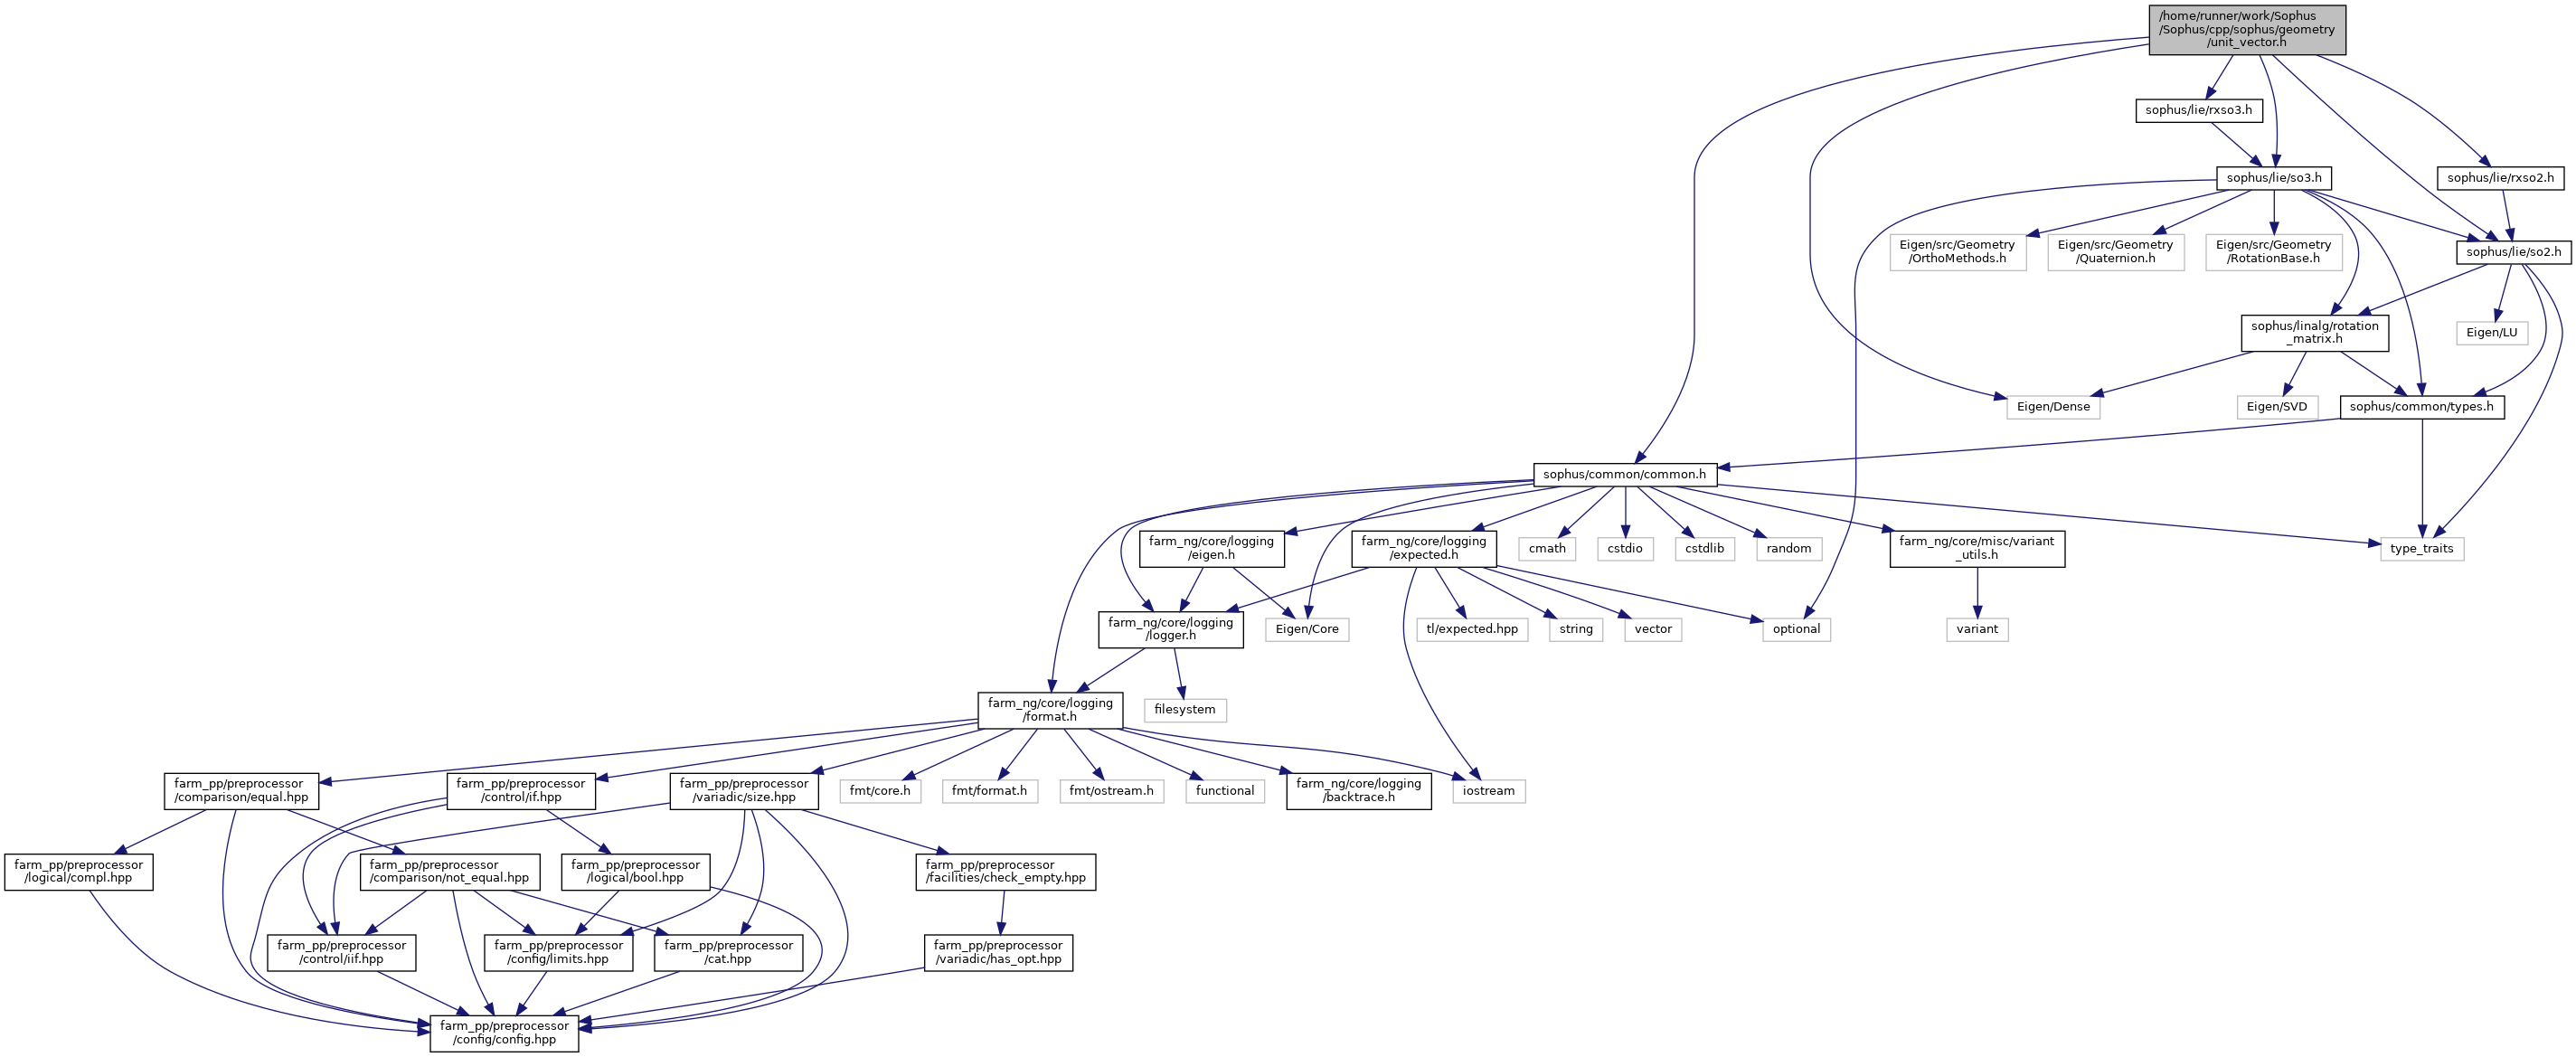 /home/runner/work/Sophus
/Sophus/cpp/sophus/geometry
/unit_vector.h
sophus/lie/rxso3.h
sophus/lie/so3.h
sophus/lie/rxso2.h
Eigen/src/Geometry
/OrthoMethods.h
Eigen/src/Geometry
/Quaternion.h
Eigen/src/Geometry
/RotationBase.h
sophus/lie/so2.h
sophus/linalg/rotation
_matrix.h
Eigen/LU
Eigen/Dense
Eigen/SVD
sophus/common/types.h
sophus/common/common.h
farm_ng/core/logging
/eigen.h
farm_ng/core/logging
/expected.h
cmath
cstdio
cstdlib
random
farm_ng/core/misc/variant
_utils.h
type_traits
farm_ng/core/logging
/logger.h
Eigen/Core
tl/expected.hpp
string
vector
optional
variant
farm_ng/core/logging
/format.h
filesystem
farm_pp/preprocessor
/comparison/equal.hpp
farm_pp/preprocessor
/control/if.hpp
farm_pp/preprocessor
/variadic/size.hpp
fmt/core.h
fmt/format.h
fmt/ostream.h
functional
farm_ng/core/logging
/backtrace.h
iostream
farm_pp/preprocessor
/logical/compl.hpp
farm_pp/preprocessor
/comparison/not_equal.hpp
farm_pp/preprocessor
/logical/bool.hpp
farm_pp/preprocessor
/facilities/check_empty.hpp
farm_pp/preprocessor
/control/iif.hpp
farm_pp/preprocessor
/config/limits.hpp
farm_pp/preprocessor
/cat.hpp
farm_pp/preprocessor
/variadic/has_opt.hpp
farm_pp/preprocessor
/config/config.hpp